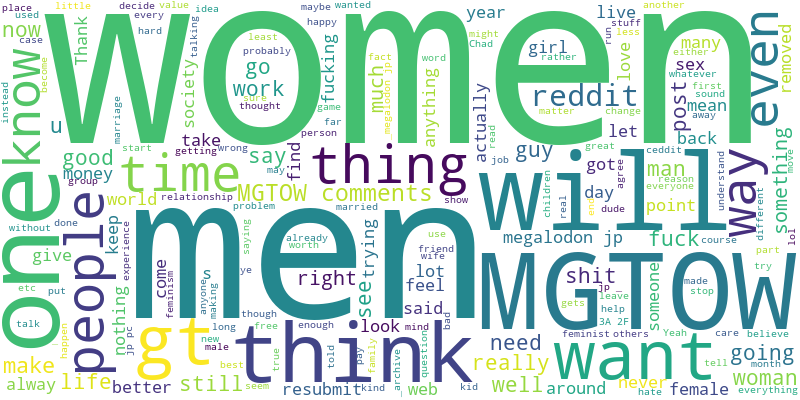 place
used
decide
every
maybe
happy
little
value
talking
case
now
Thank
hard
become
instead
know
u
good
money
women
idea
wanted
least
probably
go
work
sure
thought
society
say
fucking
find
fact
might
word
much
megalodon jp
game
far
person
anything
year
Chad
actually
girl
reddit
guy
live
love
run
stuff
less
rather
mean
let
back
post
sex
many
another
either
whatever
first
sound
matter
change
away
removed
even
one
marriage
start
getting
wrong
may
take
time
thing
read
job
great
got
man
day
point
agree
ceddit
reason
everyone
understand
way
something
move
different
group
world
relationship
MGTOW comments
married
show
will
children
real
end
dude
lol
people
keep
without
done
give
experience
come
problem
saying
feminism
s
already
worth
men
use
friend
wife
trying
see
lot
feel
right
megalodon jp
fuck
course
part
try
etc
put
talk
nothing
jp pc
anyone
making
ye
though
said
bad
MGTOW
shit
someone
jp _
leave
help
gets
3A 2F
made
stop
happen
gt
long
new
male
free
enough
true
told
look
mind
question
need
feminist
others
Yeah
care
believe
make
alway
life
better
still
best
seem
think
pay
family
kind
_archive
resubmit
web
kid
really
well
want
around
going
never
hate
female
tell
month
woman
everything